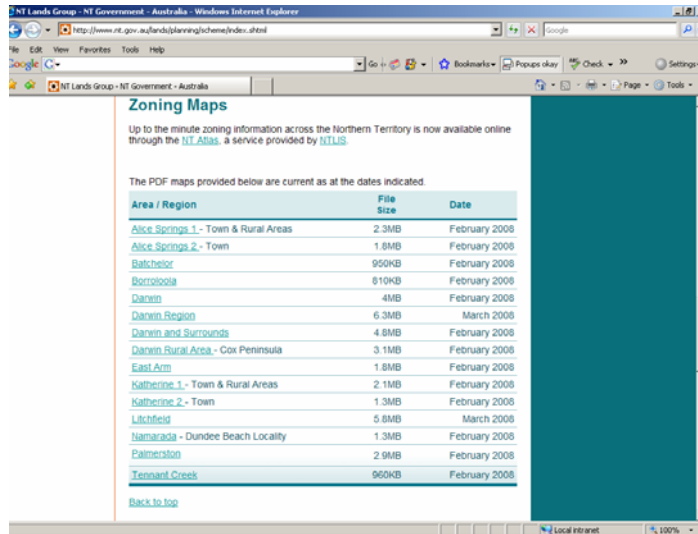 NT Lands Group - NT Government - Australia - Windows Internet Explorer
http://www.nt.gov.au/lands/planning/scheme/index.shtml
Google
File Edit View Favorites Tools Help
Google
Go
Bookmarks
Popups okay
Check
Settings
NT Lands Group - NT Government - Australia
Page
Tools
Zoning Maps
Up to the minute zoning information across the Northern Territory is now available online
through the NT Atlas, a service provided by NTLIS.
The PDF maps provided below are current as at the dates indicated.
Area / Region File Size Date
Alice Springs 1 - Town & Rural Areas 2.3MB February 2008
Alice Springs 2 - Town 1.8MB February 2008
Batchelor 950KB February 2008
Borroloola 810KB February 2008
Darwin 4MB February 2008
Darwin Region 6.3MB March 2008
Darwin and Surrounds 4.8MB February 2008
Darwin Rural Area - Cox Peninsula 3.1MB February 2008
East Arm 1.8MB February 2008
Katherine 1 - Town & Rural Areas 2.1MB February 2008
Katherine 2 - Town 1.3MB February 2008
Litchfield 5.8MB March 2008
Namarada - Dundee Beach Locality 1.3MB February 2008
Palmerston 2.9MB February 2008
Tennant Creek 960KB February 2008
Back to top
Local intranet
100%